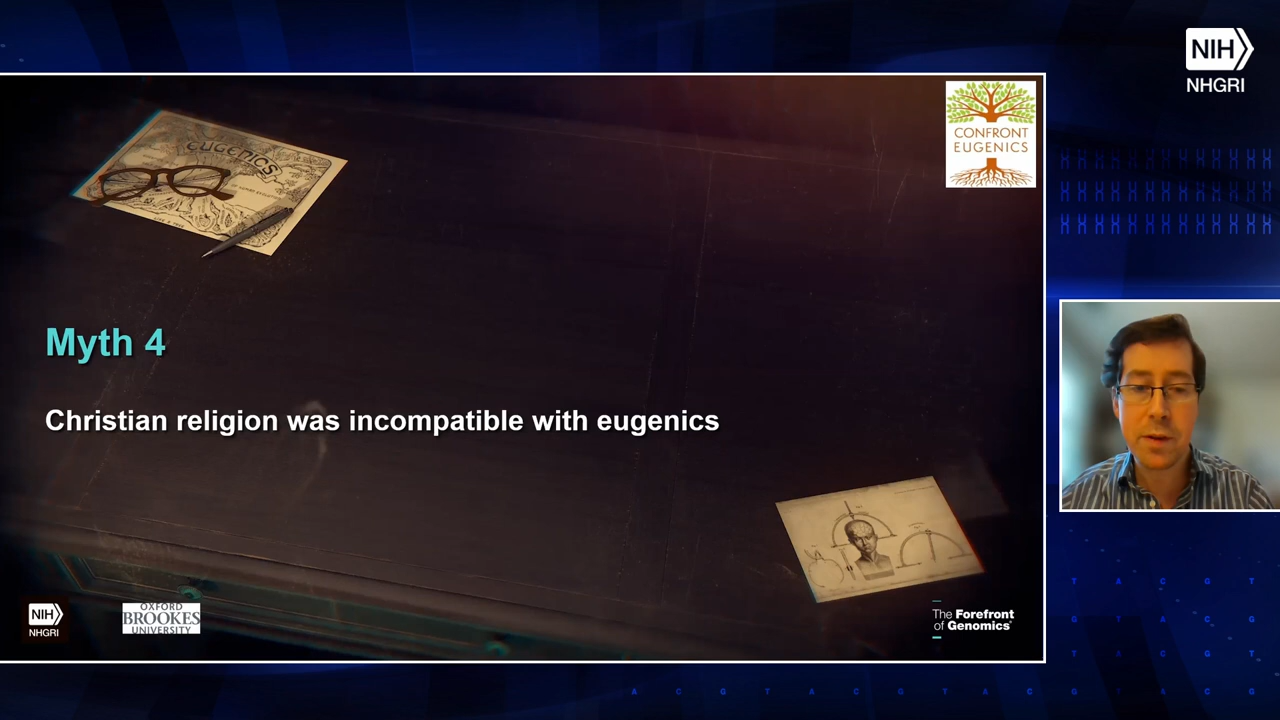 NIH
NHGRI
CONFRONT
EUGENICS
EUGENICS
Myth 4
Christian religion was incompatible with eugenics
NIH
NHGRI
OXFORD
BROOKES
UNIVERSITY
The Forefront
of Genomics®
T A C G T
G T A C G
T A C G T
A C G T A C G T A C G T A C G